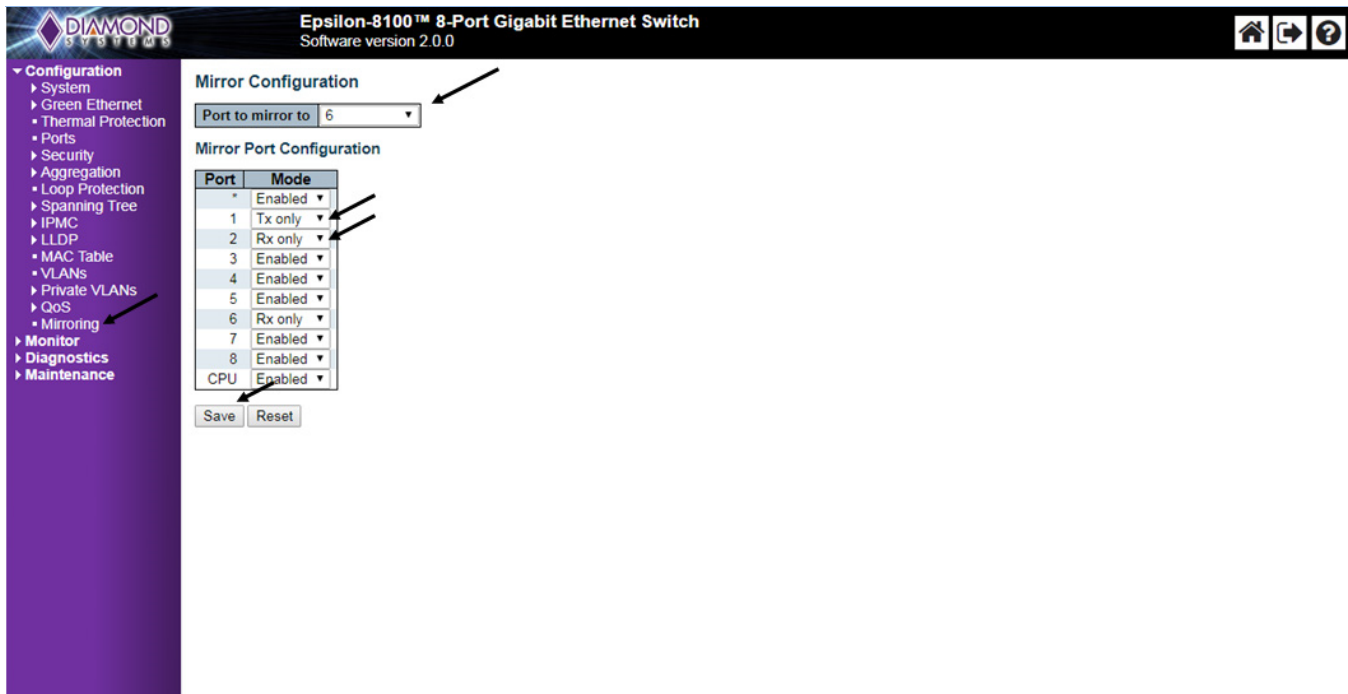 DIAMOND
SYSTEMS
Epsilon-8100™ 8-Port Gigabit Ethernet Switch
Software version 2.0.0
Configuration
System
Green Ethernet
Thermal Protection
Ports
Security
Aggregation
Loop Protection
Spanning Tree
IPMC
LLDP
MAC Table
VLANs
Private VLANs
QoS
Mirroring
Monitor
Diagnostics
Maintenance
Mirror Configuration
Port to mirror to 6
Mirror Port Configuration
Port Mode
* Enabled
1 Tx only
2 Rx only
3 Enabled
4 Enabled
5 Enabled
6 Rx only
7 Enabled
8 Enabled
CPU Enabled
Save Reset